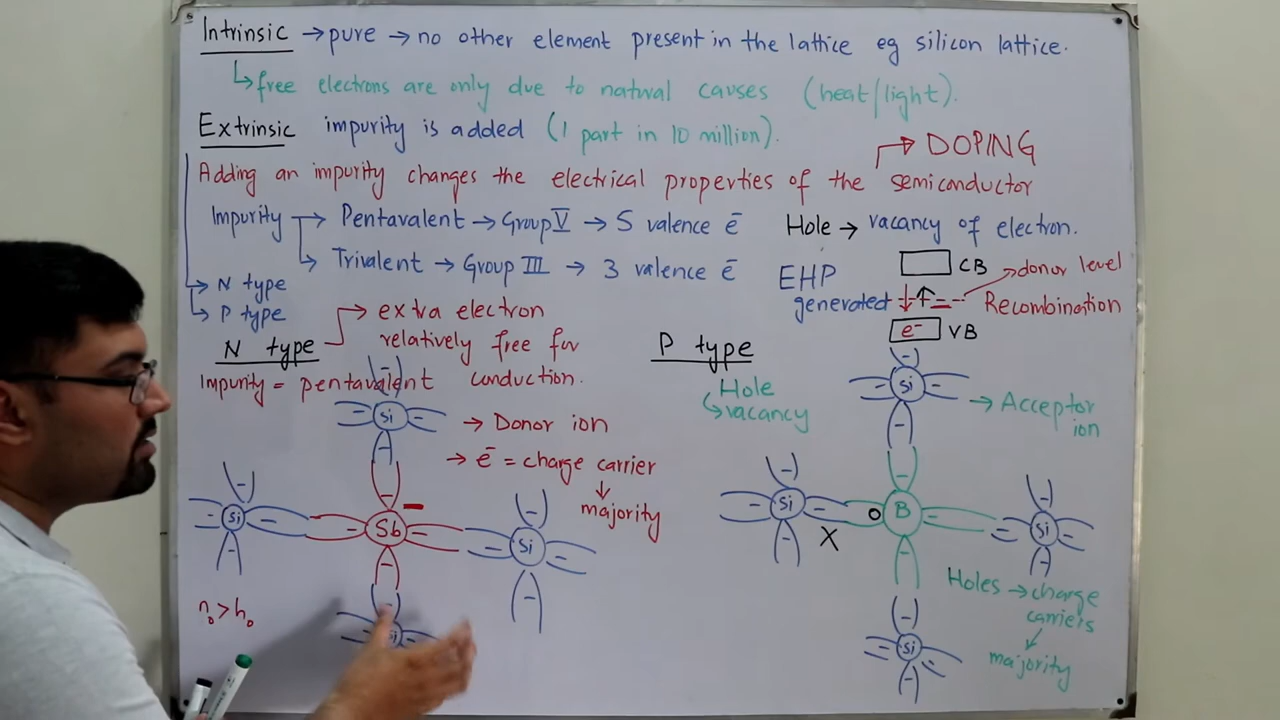 Intrinsic → pure → no other element present in the lattice eg silicon lattice.
↳ free electrons are only due to natural causes (heat/light).
Extrinsic impurity is added (1 part in 10 million).
→ DOPING
Adding an impurity changes the electrical properties of the semiconductor
Impurity → Pentavalent → Group V → 5 valence e̅
↳ Trivalent → Group III → 3 valence e̅
→ N type
↳ P type
Hole → vacancy of electron.
EHP
generated
CB
donor level
Recombination
e⁻ VB
N type → extra electron
relatively free for
conduction.
Impurity = pentavalent
Si
→ Donor ion
→ e̅ = charge carrier
↓
majority
Si
Sb
Si
Si
n₀ > h₀
P type
Hole
↳ vacancy
Si
→ Acceptor
ion
Si
X
B
Si
Holes → charge
carriers
majority
Si